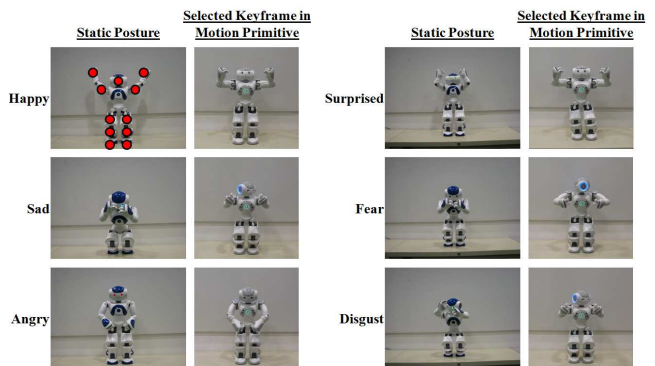 Static Posture
Selected Keyframe in
Motion Primitive
Static Posture
Selected Keyframe in
Motion Primitive
Happy
Surprised
Sad
Fear
Angry
Disgust